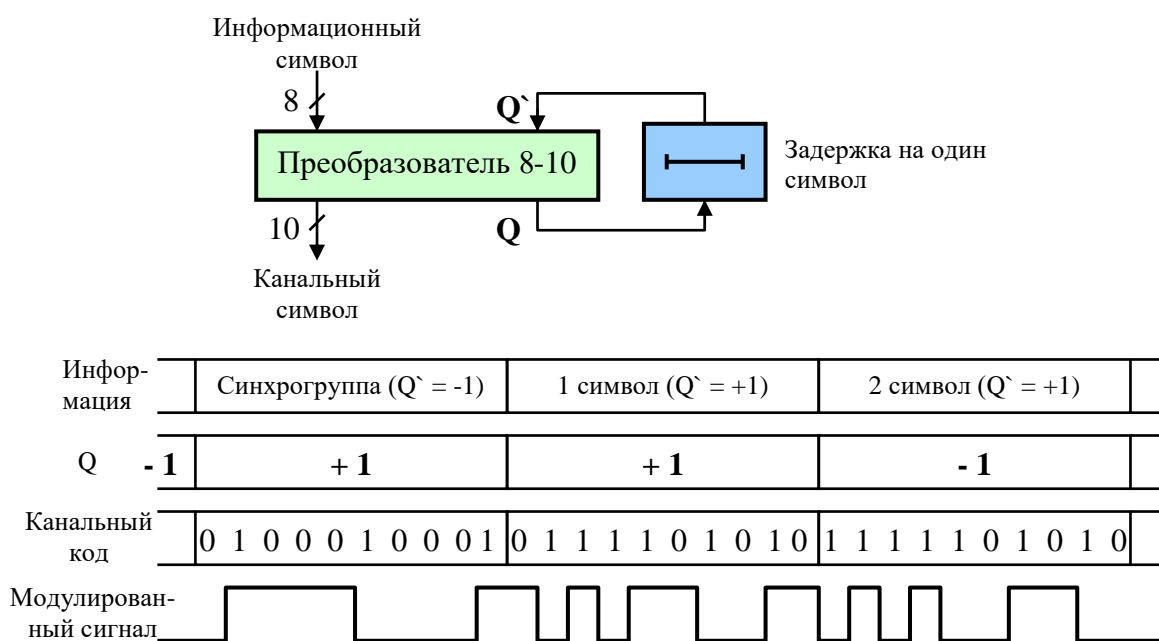 Информационный
символ
8
Q`
Преобразователь 8-10
Задержка на один
символ
10
Q
Канальный
символ
Инфор-
мация
Синхрогруппа (Q` = -1)
1 символ (Q` = +1)
2 символ (Q` = +1)
Q
- 1
+ 1
+ 1
- 1
Канальный
код
0 1 0 0 0 1 0 0 0 1
0 1 1 1 1 0 1 0 1 0
1 1 1 1 1 0 1 0 1 0
Модулирован-
ный сигнал